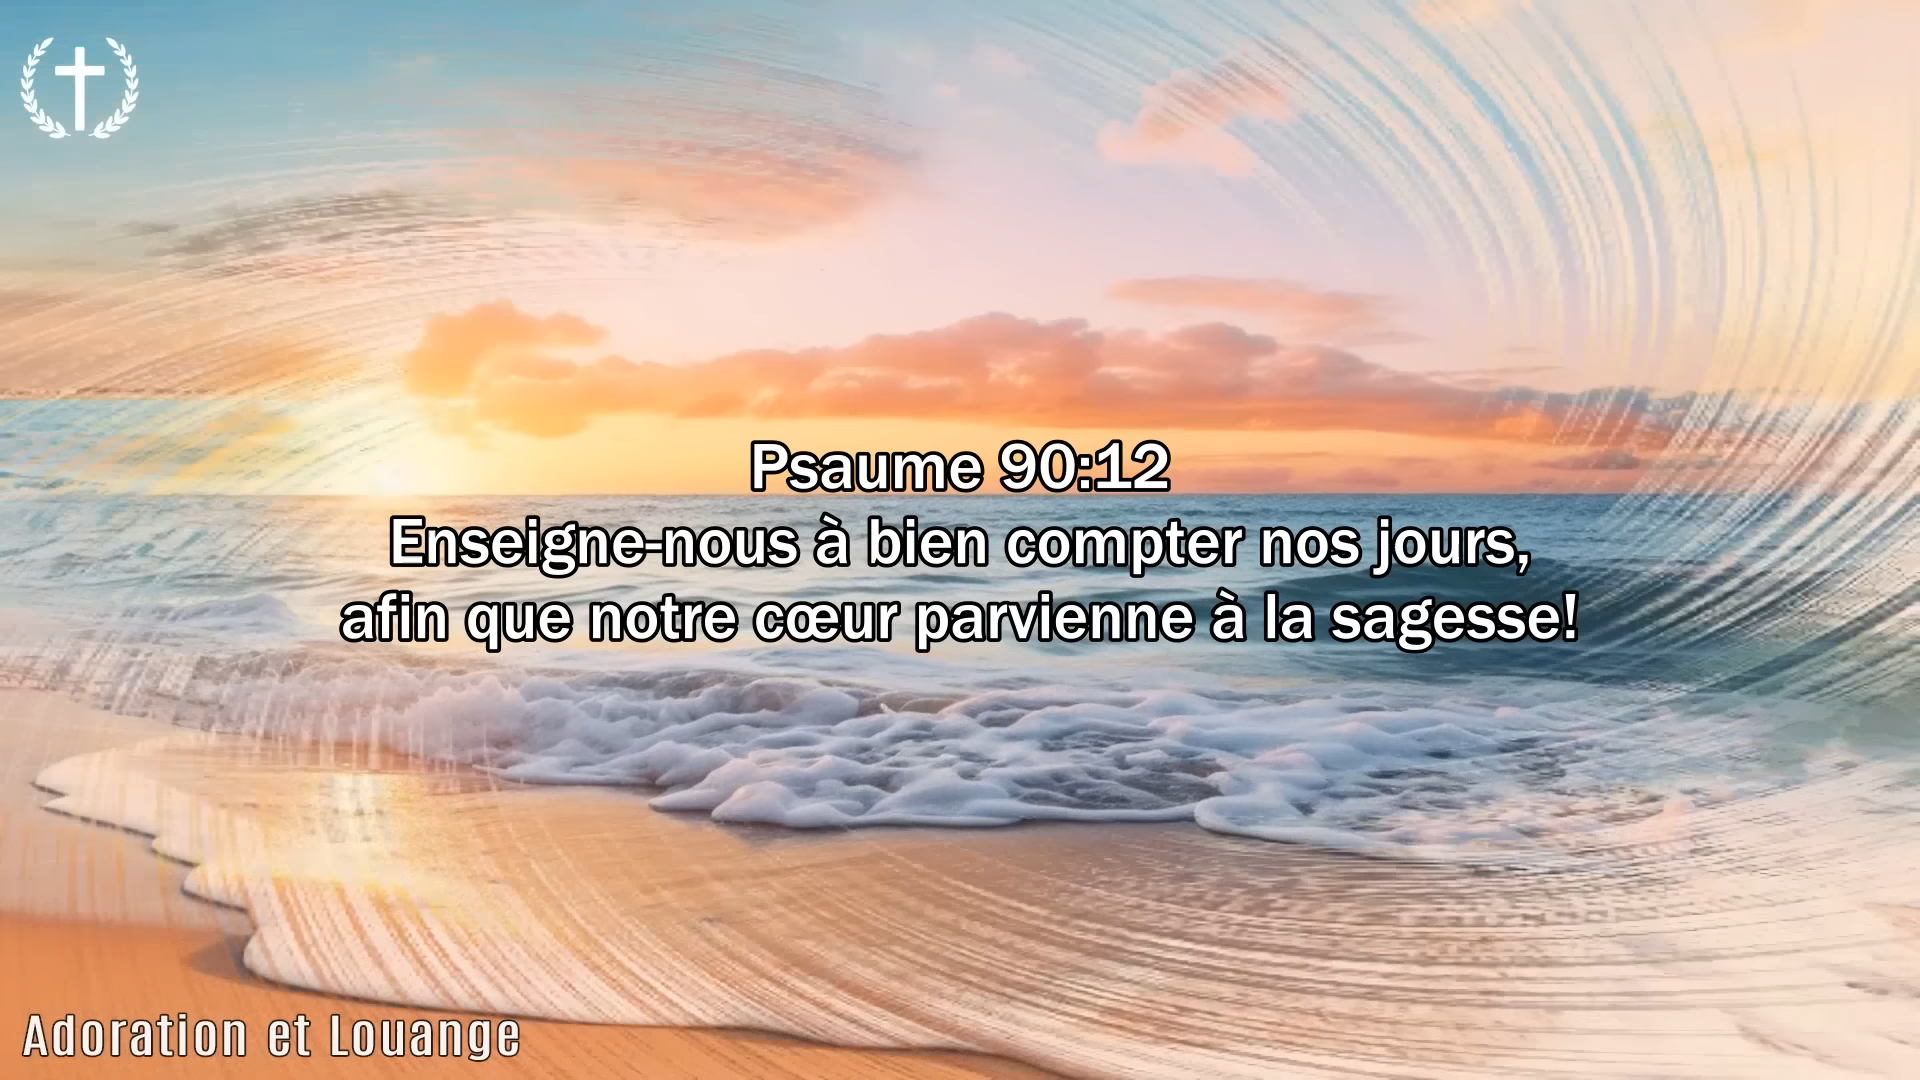 Psaume 90:12
Enseigne-nous à bien compter nos jours,
afin que notre cœur parvienne à la sagesse!
Adoration et Louange